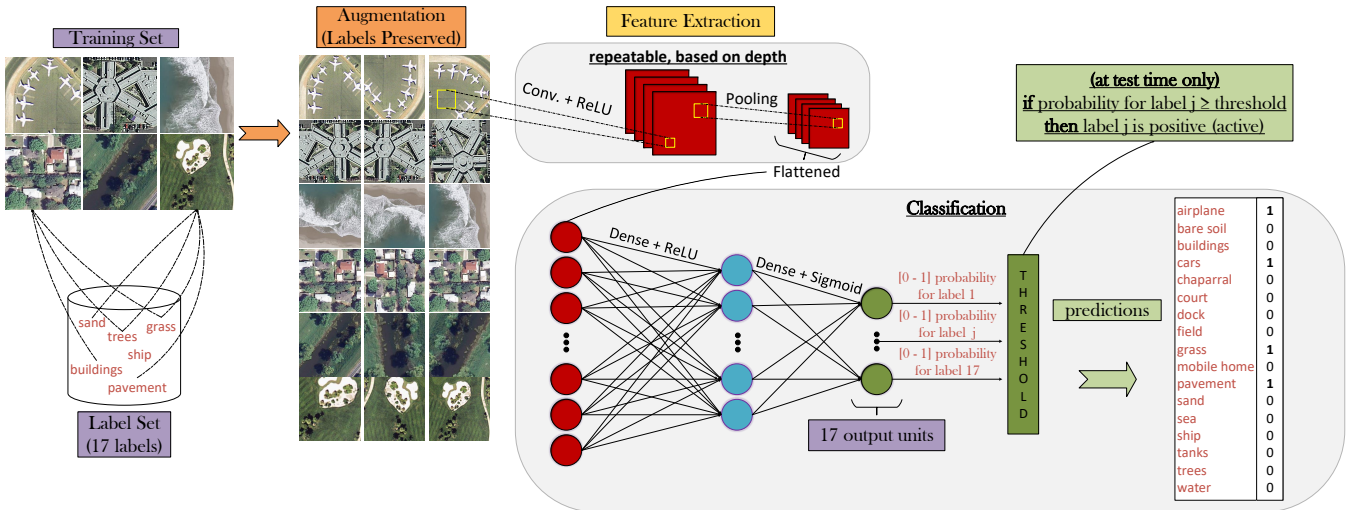 Training Set
Augmentation
(Labels Preserved)
Feature Extraction
repeatable, based on depth
Conv. + ReLU
Pooling
Flattened
(at test time only)
if probability for label j ≥ threshold
then label j is positive (active)
sand
grass
trees
ship
buildings
pavement
Label Set
(17 labels)
Classification
Dense + ReLU
Dense + Sigmoid
[0 - 1] probability
for label 1
[0 - 1] probability
for label j
[0 - 1] probability
for label 17
17 output units
THRESHOLD
predictions
airplane 1
bare soil 0
buildings 0
cars 1
chaparral 0
court 0
dock 0
field 0
grass 1
mobile home 0
pavement 1
sand 0
sea 0
ship 0
tanks 0
trees 0
water 0